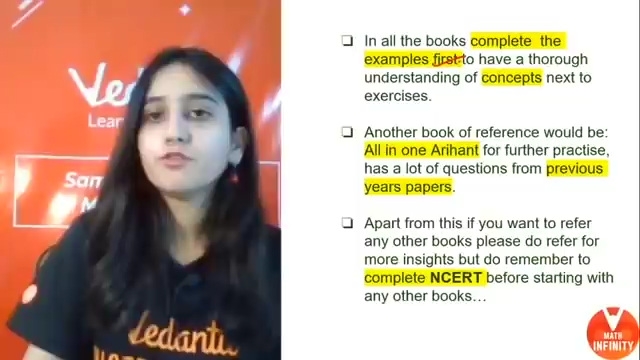 Ved
Lear
Sam
M
Vedantu
In all the books complete the
examples first to have a thorough
understanding of concepts next to
exercises.
Another book of reference would be:
All in one Arihant for further practise,
has a lot of questions from previous
years papers.
Apart from this if you want to refer
any other books please do refer for
more insights but do remember to
complete NCERT before starting with
any other books...
MATH
INFINITY